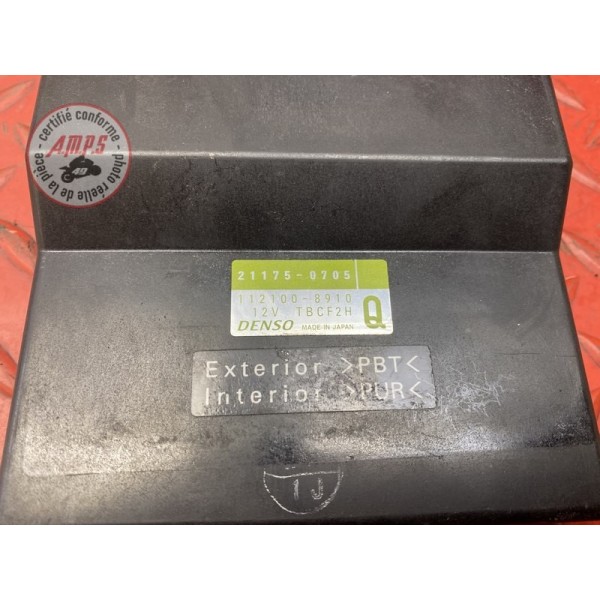 certifié conforme
A.M.P.S
49
photo réelle de la pièce
21175-0705
112100-8910
12V TBCF2H
DENSO MADE IN JAPAN Q
Exterior >PBT<
Interior >PUR<
1J